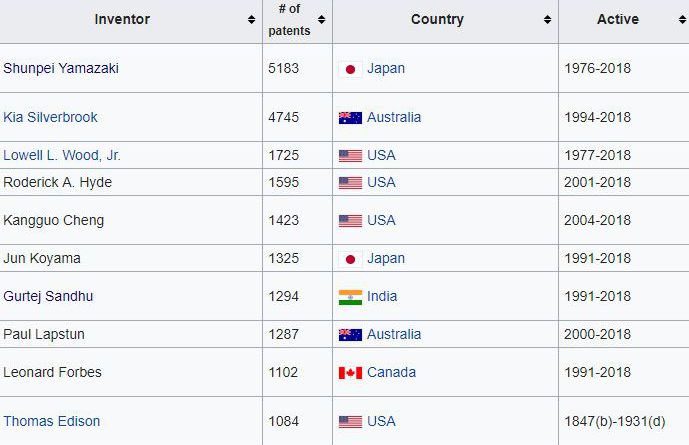 Inventor # of patents Country Active
Shunpei Yamazaki 5183 Japan 1976-2018
Kia Silverbrook 4745 Australia 1994-2018
Lowell L. Wood, Jr. 1725 USA 1977-2018
Roderick A. Hyde 1595 USA 2001-2018
Kangguo Cheng 1423 USA 2004-2018
Jun Koyama 1325 Japan 1991-2018
Gurtej Sandhu 1294 India 1991-2018
Paul Lapstun 1287 Australia 2000-2018
Leonard Forbes 1102 Canada 1991-2018
Thomas Edison 1084 USA 1847(b)-1931(d)